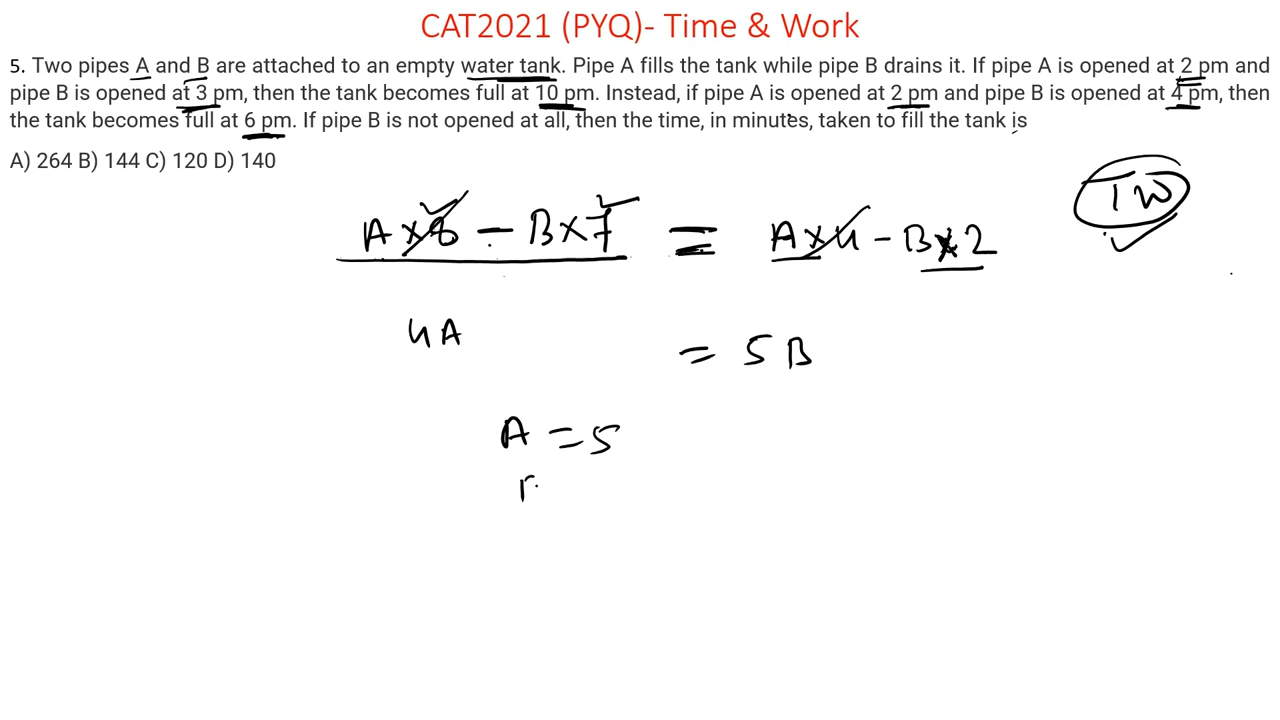 CAT2021 (PYQ)- Time & Work
5. Two pipes A and B are attached to an empty water tank. Pipe A fills the tank while pipe B drains it. If pipe A is opened at 2 pm and
pipe B is opened at 3 pm, then the tank becomes full at 10 pm. Instead, if pipe A is opened at 2 pm and pipe B is opened at 4 pm, then
the tank becomes full at 6 pm. If pipe B is not opened at all, then the time, in minutes, taken to fill the tank is
A) 264 B) 144 C) 120 D) 140
TW
A×8 - B×7 = A×4 - B×2
4A = 5B
A = 5